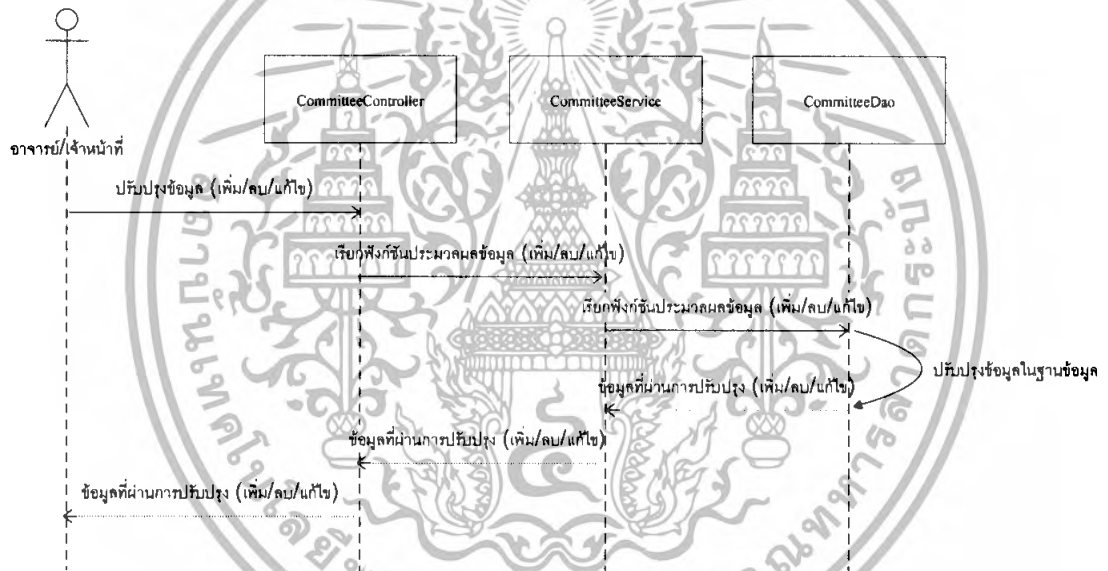 CommitteeController
CommitteeService
CommitteeDao
อาจารย์/เจ้าหน้าที่
ปรับปรุงข้อมูล (เพิ่ม/ลบ/แก้ไข)
เรียกฟังก์ชันประมวลผลข้อมูล (เพิ่ม/ลบ/แก้ไข)
เรียกฟังก์ชันประมวลผลข้อมูล (เพิ่ม/ลบ/แก้ไข)
ปรับปรุงข้อมูลในฐานข้อมูล
ข้อมูลที่ผ่านการปรับปรุง (เพิ่ม/ลบ/แก้ไข)
ข้อมูลที่ผ่านการปรับปรุง (เพิ่ม/ลบ/แก้ไข)
ข้อมูลที่ผ่านการปรับปรุง (เพิ่ม/ลบ/แก้ไข)